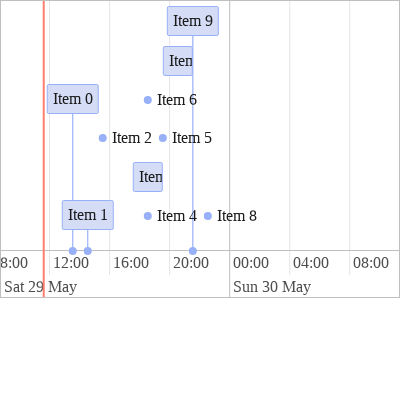 Item 9
Iten
Item 0
Item 6
Item 2
Item 5
Iten
Item 1
Item 4
Item 8
8:00
12:00
16:00
20:00
00:00
04:00
08:00
Sat 29 May
Sun 30 May